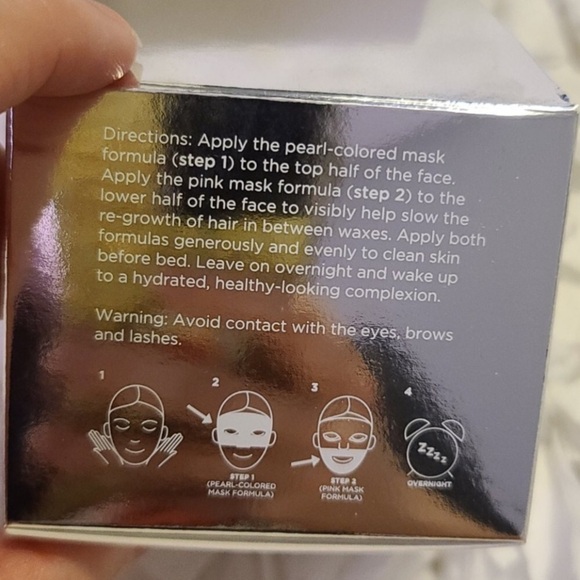 Directions: Apply the pearl-colored mask
formula (step 1) to the top half of the face.
Apply the pink mask formula (step 2) to the
lower half of the face to visibly help slow the
re-growth of hair in between waxes. Apply both
formulas generously and evenly to clean skin
before bed. Leave on overnight and wake up
to a hydrated, healthy-looking complexion.
Warning: Avoid contact with the eyes, brows
and lashes.
1 2 3 4
ZZZZ
STEP 1
(PEARL-COLORED
MASK FORMULA)
STEP 2
(PINK MASK
FORMULA)
OVERNIGHT